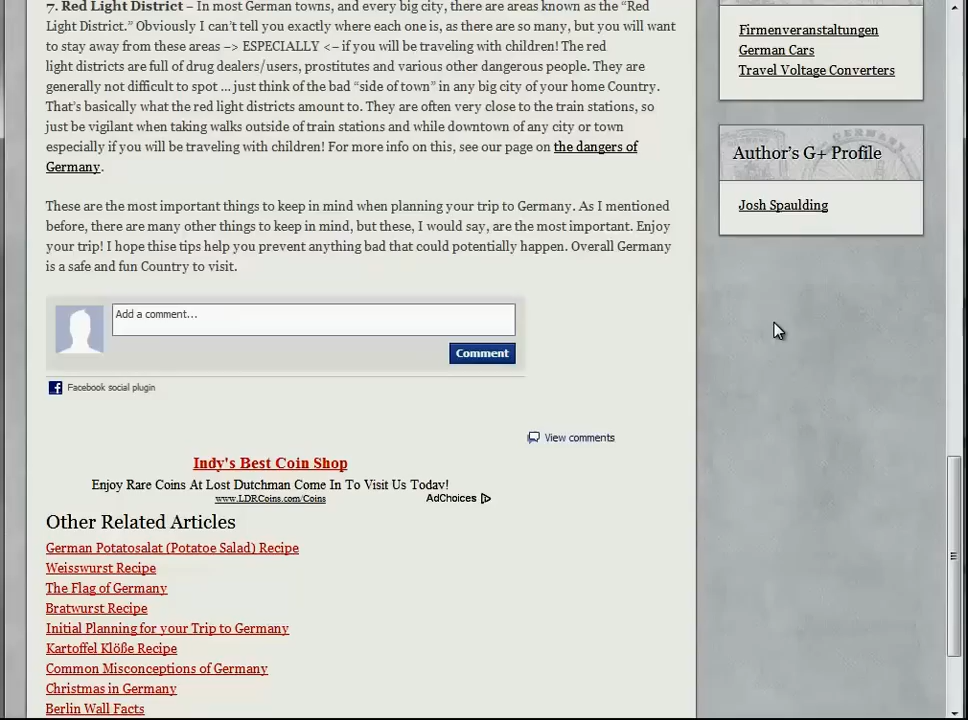 7. Red Light District – In most German towns, and every big city, there are areas known as the “Red
Light District.” Obviously I can’t tell you exactly where each one is, as there are so many, but you will want
to stay away from these areas –> ESPECIALLY <– if you will be traveling with children! The red
light districts are full of drug dealers/users, prostitutes and various other dangerous people. They are
generally not difficult to spot … just think of the bad “side of town” in any big city of your home Country.
That’s basically what the red light districts amount to. They are often very close to the train stations, so
just be vigilant when taking walks outside of train stations and while downtown of any city or town
especially if you will be traveling with children! For more info on this, see our page on the dangers of
Germany.
These are the most important things to keep in mind when planning your trip to Germany. As I mentioned
before, there are many other things to keep in mind, but these, I would say, are the most important. Enjoy
your trip! I hope thise tips help you prevent anything bad that could potentially happen. Overall Germany
is a safe and fun Country to visit.
Add a comment...
Comment
Facebook social plugin
View comments
Indy's Best Coin Shop
Enjoy Rare Coins At Lost Dutchman Come In To Visit Us Today!
www.LDRCoins.com/Coins
AdChoices
Other Related Articles
German Potatosalat (Potatoe Salad) Recipe
Weisswurst Recipe
The Flag of Germany
Bratwurst Recipe
Initial Planning for your Trip to Germany
Kartoffel Klöße Recipe
Common Misconceptions of Germany
Christmas in Germany
Berlin Wall Facts
Firmenveranstaltungen
German Cars
Travel Voltage Converters
Author’s G+ Profile
Josh Spaulding